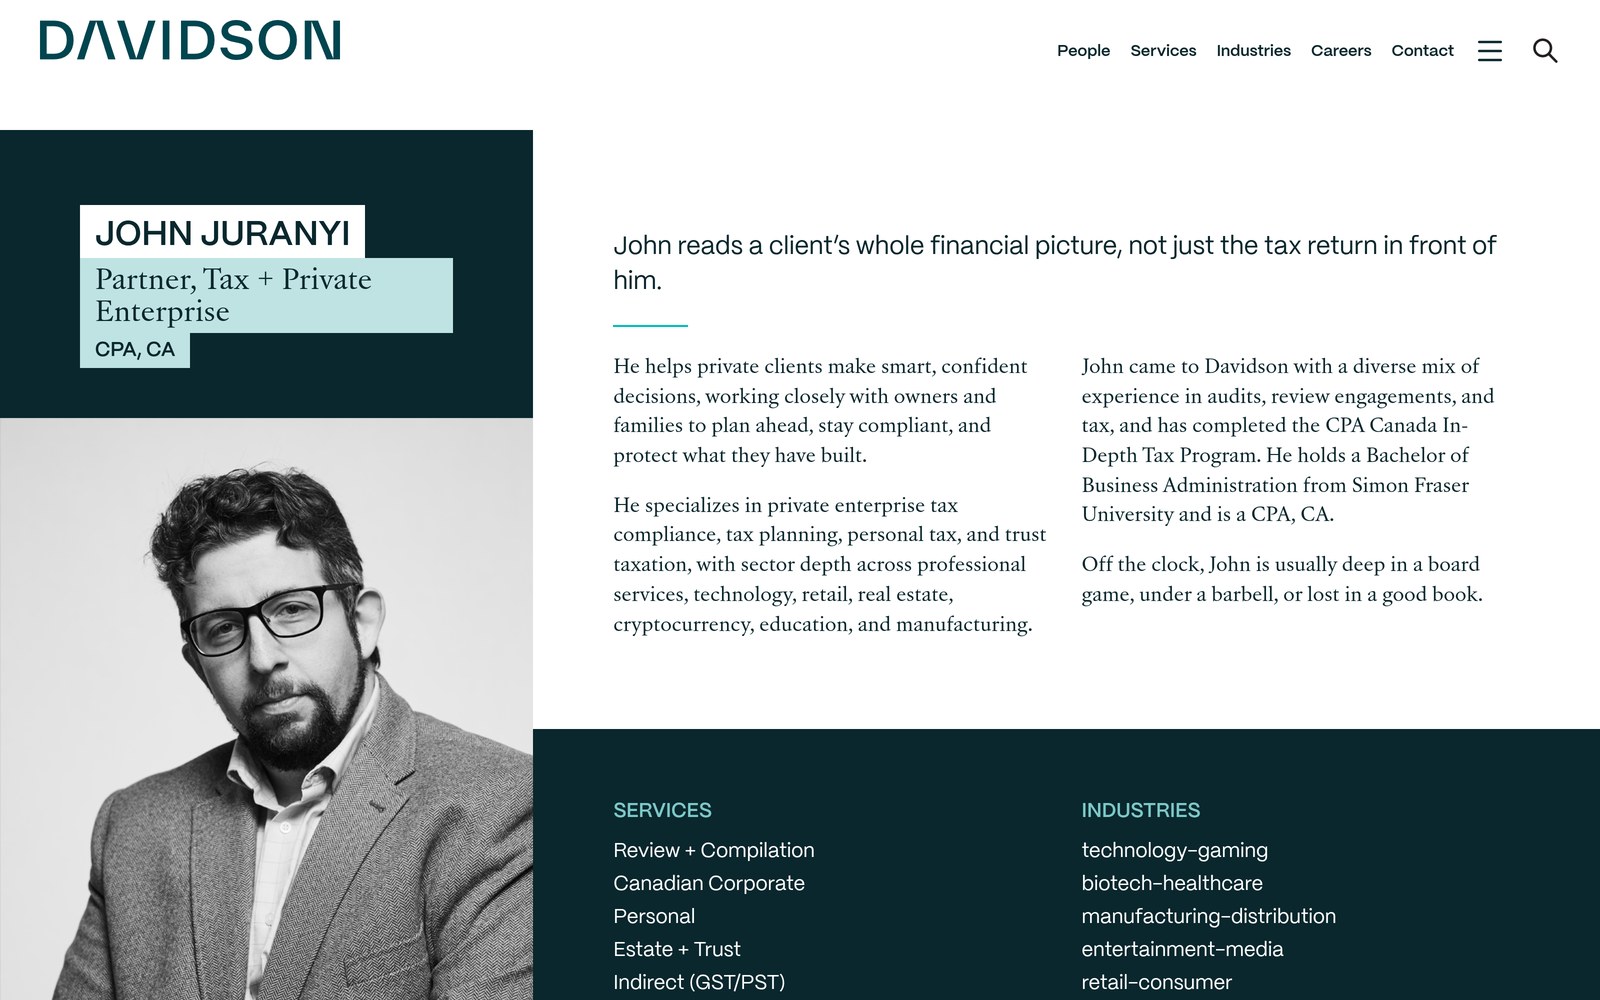 DAVIDSON
People Services Industries Careers Contact
JOHN JURANYI
Partner, Tax + Private
Enterprise
CPA, CA
John reads a client’s whole financial picture, not just the tax return in front of
him.
He helps private clients make smart, confident
decisions, working closely with owners and
families to plan ahead, stay compliant, and
protect what they have built.
He specializes in private enterprise tax
compliance, tax planning, personal tax, and trust
taxation, with sector depth across professional
services, technology, retail, real estate,
cryptocurrency, education, and manufacturing.
John came to Davidson with a diverse mix of
experience in audits, review engagements, and
tax, and has completed the CPA Canada In-
Depth Tax Program. He holds a Bachelor of
Business Administration from Simon Fraser
University and is a CPA, CA.
Off the clock, John is usually deep in a board
game, under a barbell, or lost in a good book.
SERVICES
Review + Compilation
Canadian Corporate
Personal
Estate + Trust
Indirect (GST/PST)
INDUSTRIES
technology-gaming
biotech-healthcare
manufacturing-distribution
entertainment-media
retail-consumer